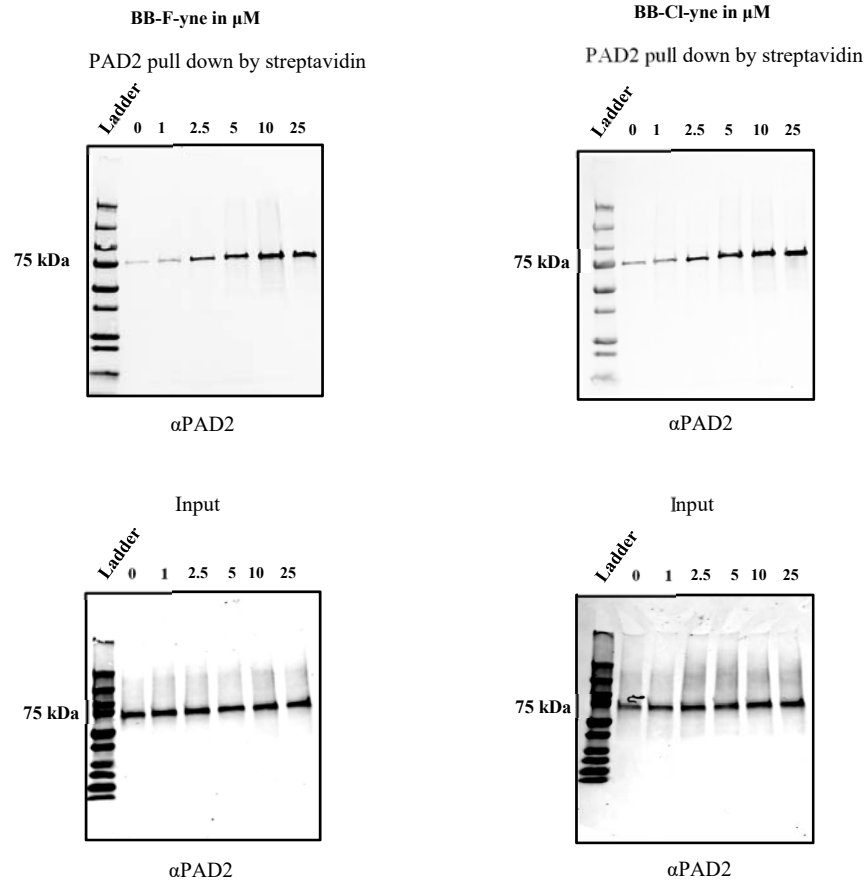 BB-F-yne in µM
PAD2 pull down by streptavidin
Ladder
0 1 2.5 5 10 25
75 kDa
αPAD2
Input
Ladder
0 1 2.5 5 10 25
75 kDa
αPAD2
BB-Cl-yne in µM
PAD2 pull down by streptavidin
Ladder
0 1 2.5 5 10 25
75 kDa
αPAD2
Input
Ladder
0 1 2.5 5 10 25
75 kDa
αPAD2